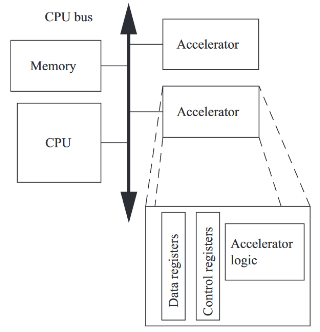 CPU bus
Accelerator
Memory
Accelerator
CPU
Data registers
Control registers
Accelerator
logic